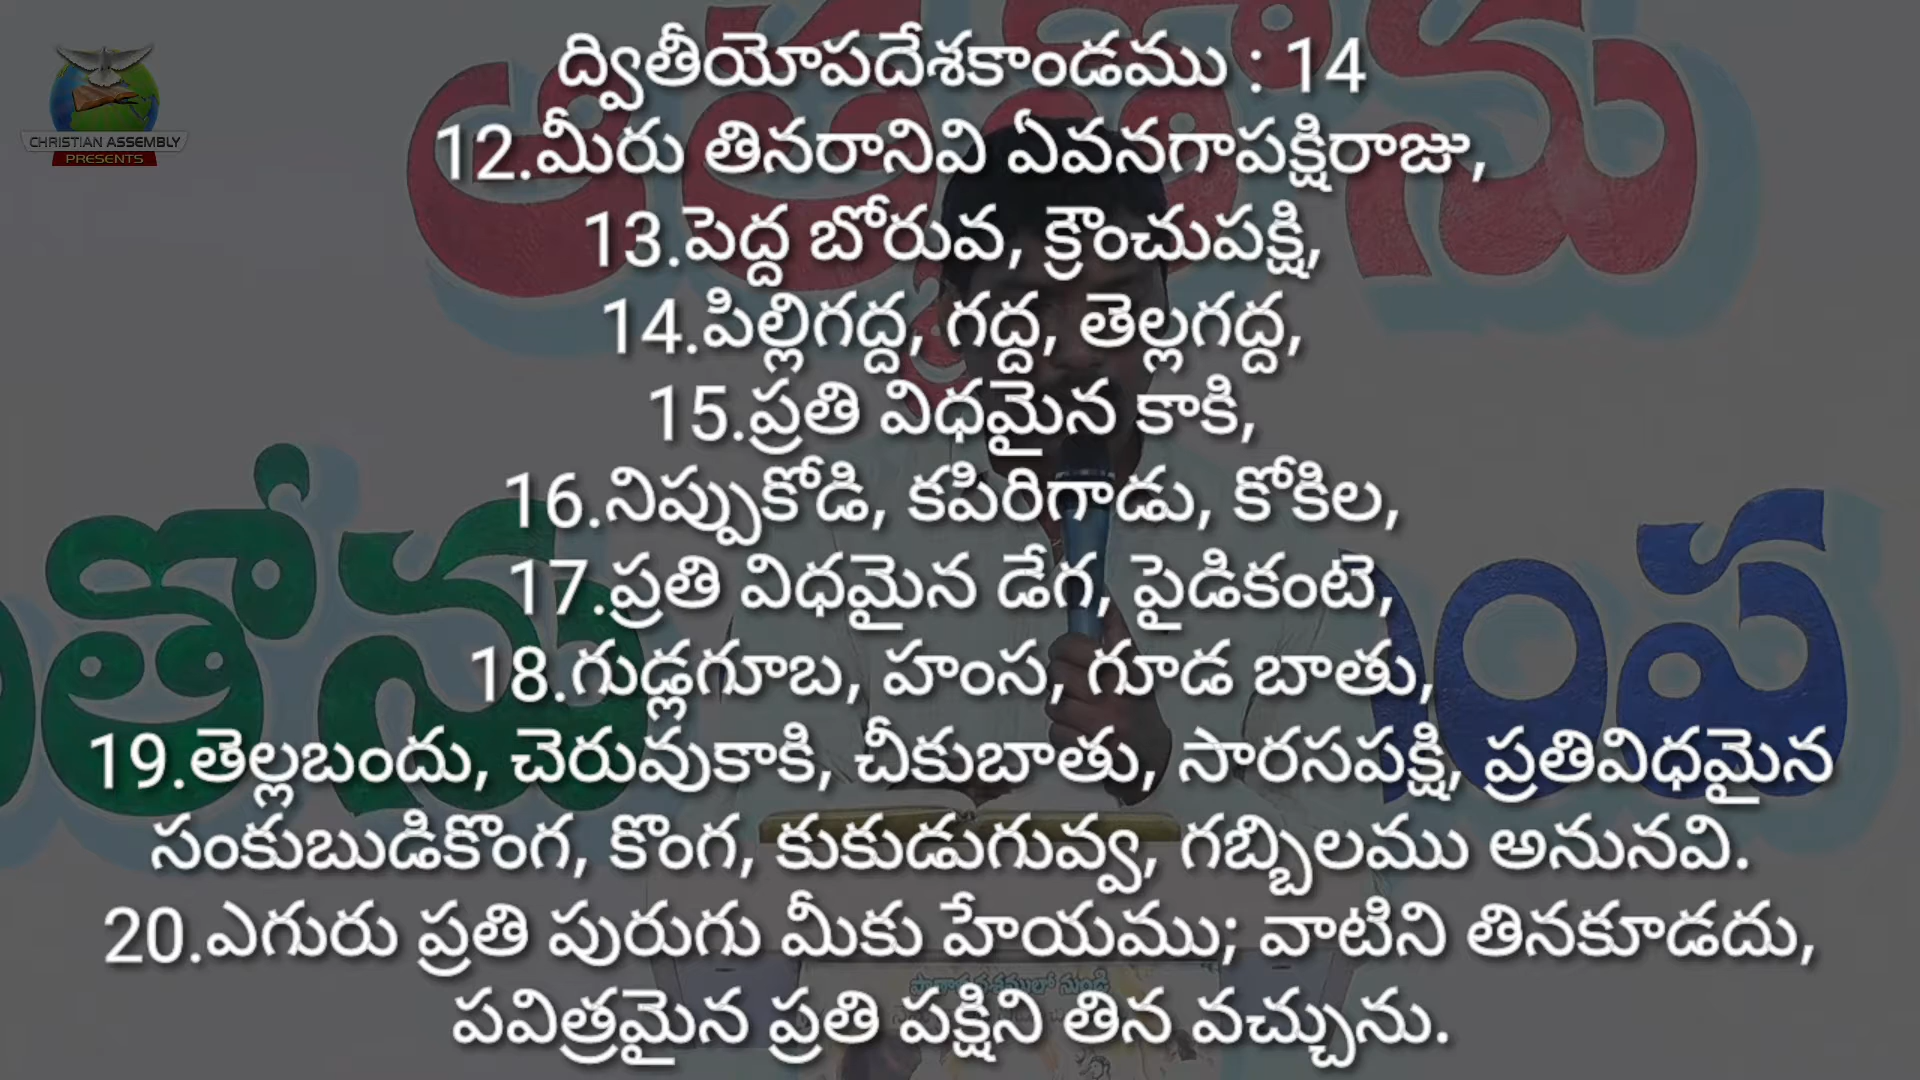 CHRISTIAN ASSEMBLY
PRESENTS
ద్వితీయోపదేశకాండము : 14
12.మీరు తినరానివి ఏవనగాపక్షిరాజు,
13.పెద్ద బోరువ, క్రౌంచుపక్షి,
14.పిల్లిగద్ద, గద్ద, తెల్లగద్ద,
15.ప్రతి విధమైన కాకి,
16.నిప్పుకోడి, కపిరిగాడు, కోకిల,
17.ప్రతి విధమైన డేగ, పైడికంటె,
18.గుడ్లగూబ, హంస, గూడ బాతు,
19.తెల్లబందు, చెరువుకాకి, చీకుబాతు, సారసపక్షి, ప్రతివిధమైన
సంకుబుడికొంగ, కొంగ, కుకుడుగువ్వ, గబ్బిలము అనునవి.
20.ఎగురు ప్రతి పురుగు మీకు హేయము; వాటిని తినకూడదు,
పవిత్రమైన ప్రతి పక్షిని తిన వచ్చును.